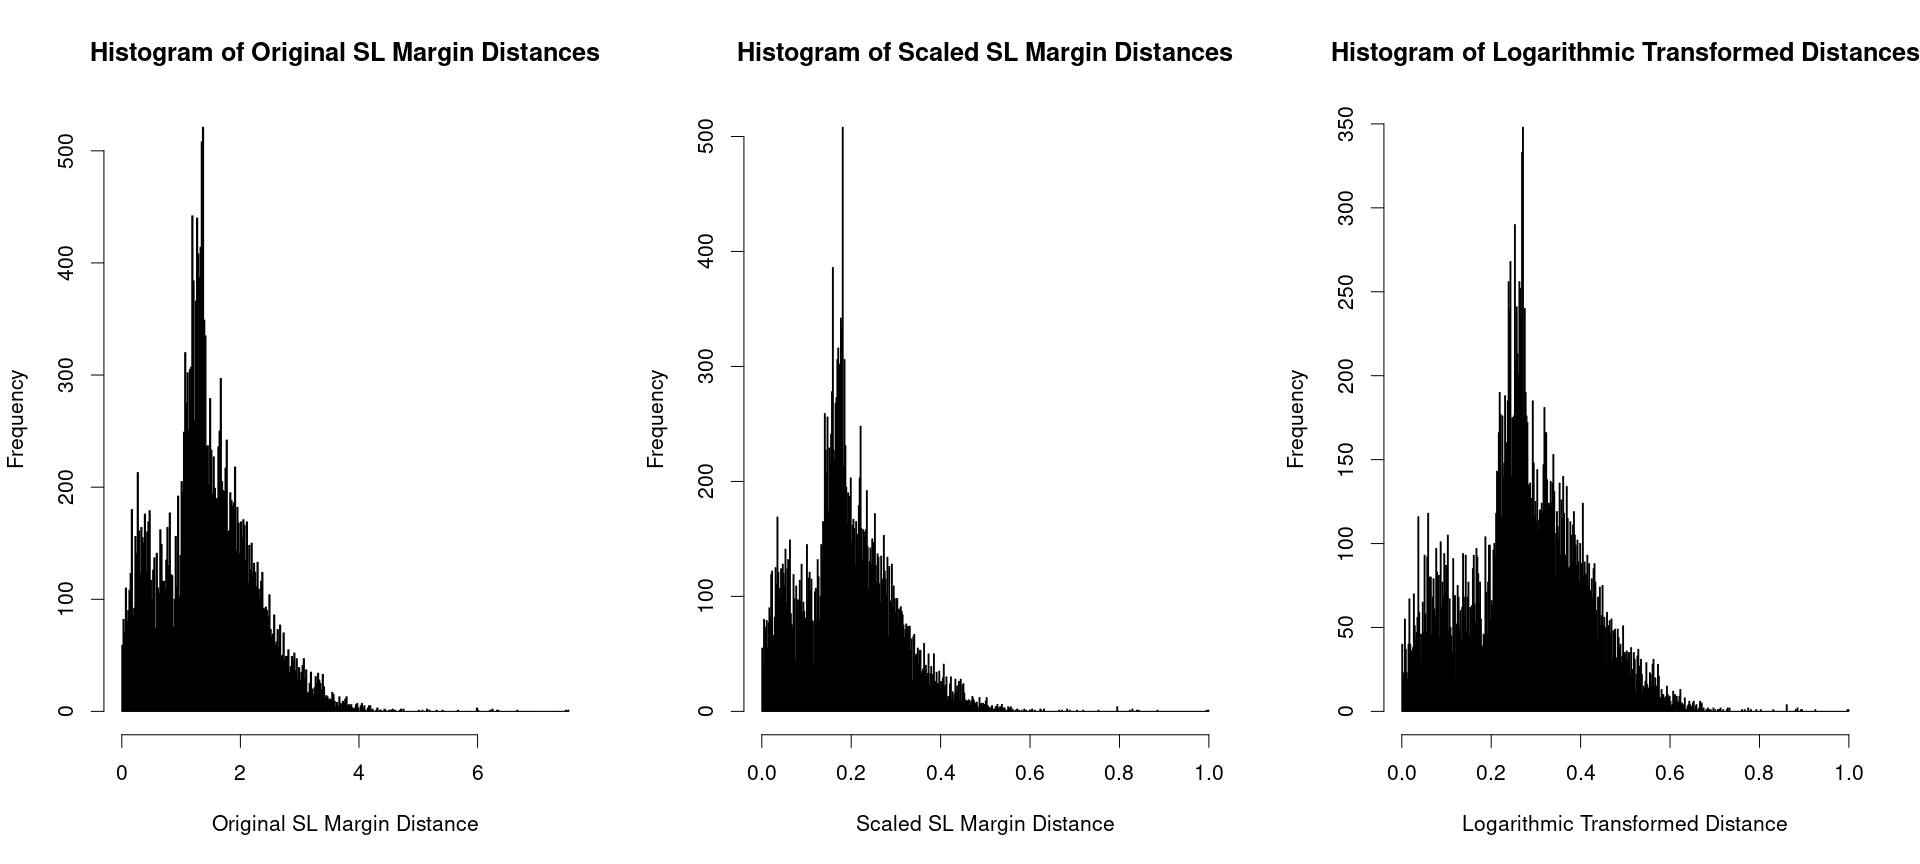 Histogram of Original SL Margin Distances
Frequency
0
100
200
300
400
500
0 2 4 6
Original SL Margin Distance
Histogram of Scaled SL Margin Distances
Frequency
0
100
200
300
400
500
0.0 0.2 0.4 0.6 0.8 1.0
Scaled SL Margin Distance
Histogram of Logarithmic Transformed Distances
Frequency
0
50
100
150
200
250
300
350
0.0 0.2 0.4 0.6 0.8 1.0
Logarithmic Transformed Distance